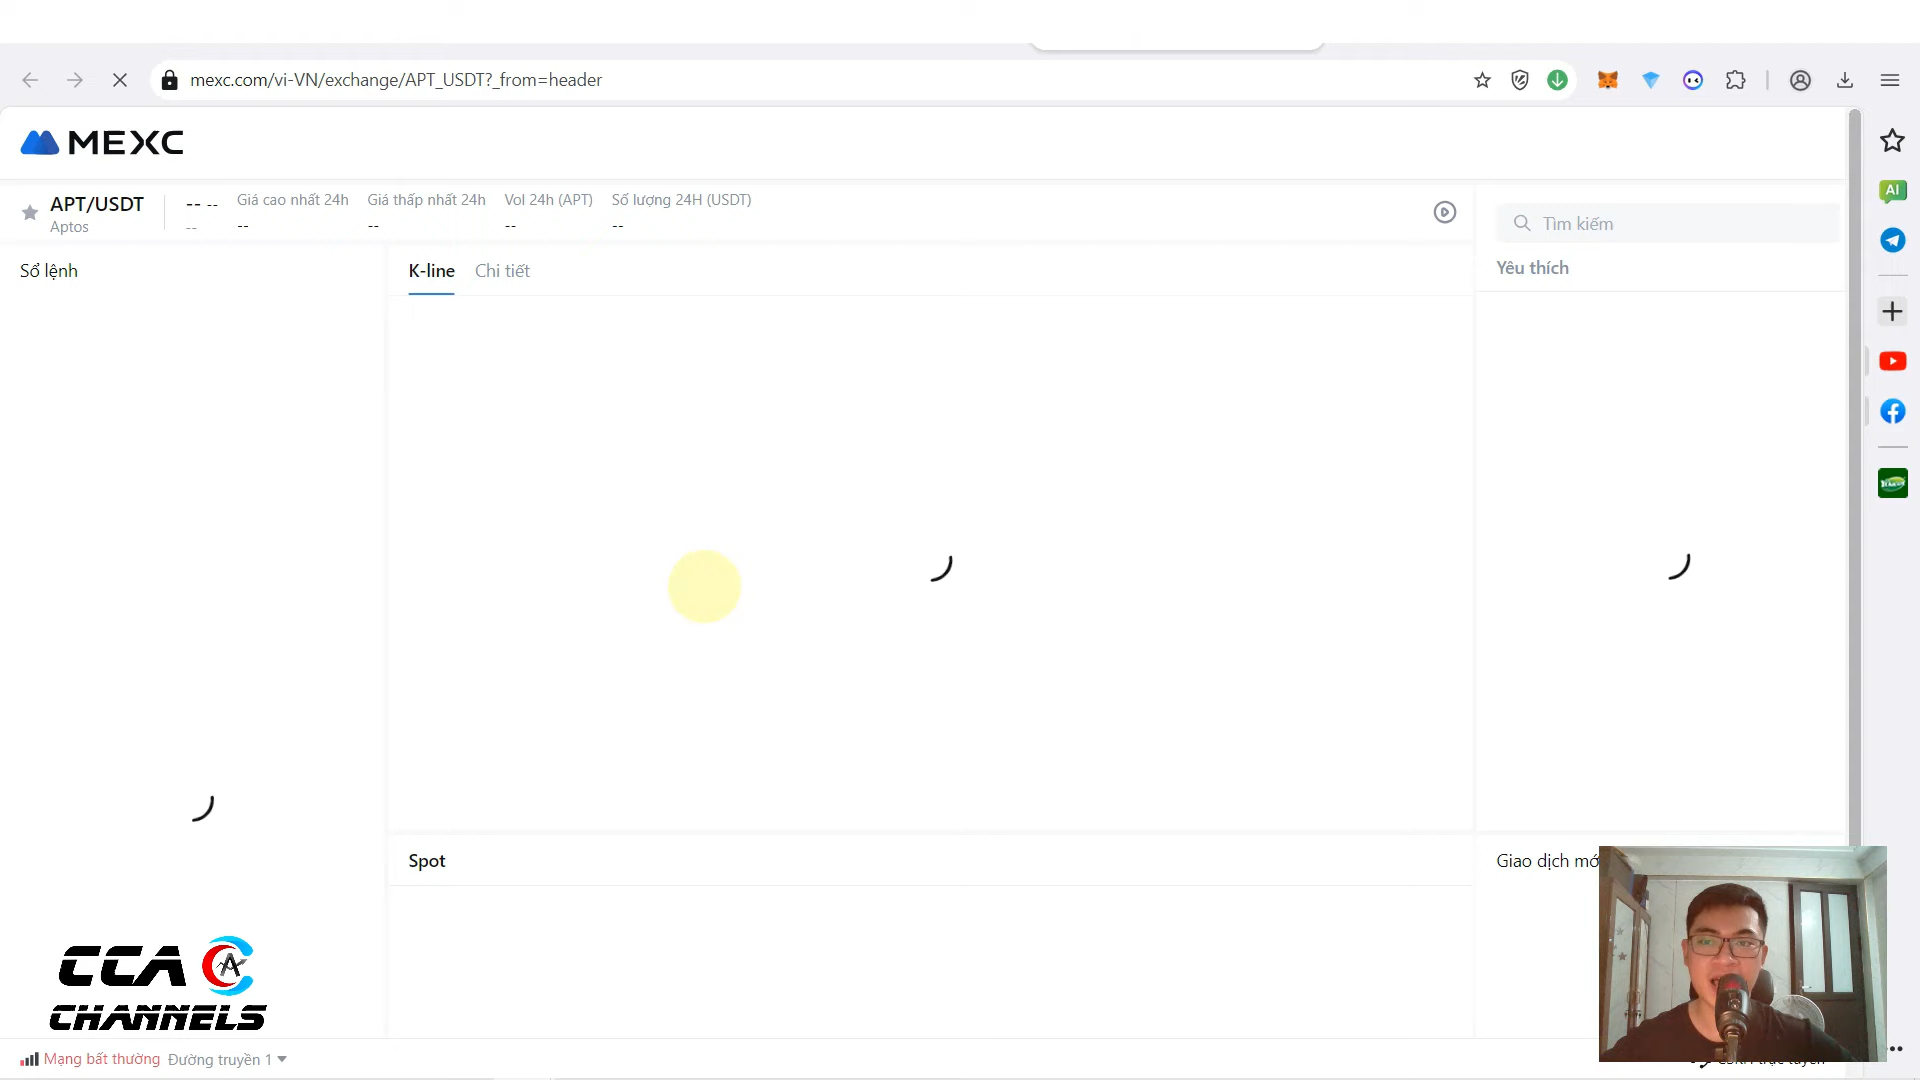 mexc.com/vi-VN/exchange/APT_USDT?_from=header
MEXC
APT/USDT
Aptos
-- --
--
Giá cao nhất 24h
--
Giá thấp nhất 24h
--
Vol 24h (APT)
--
Số lượng 24H (USDT)
--
Tìm kiếm
Yêu thích
Sổ lệnh
K-line
Chi tiết
Spot
Giao dịch
CCA
CHANNELS
Mạng bất thường
Đường truyền 1
AI